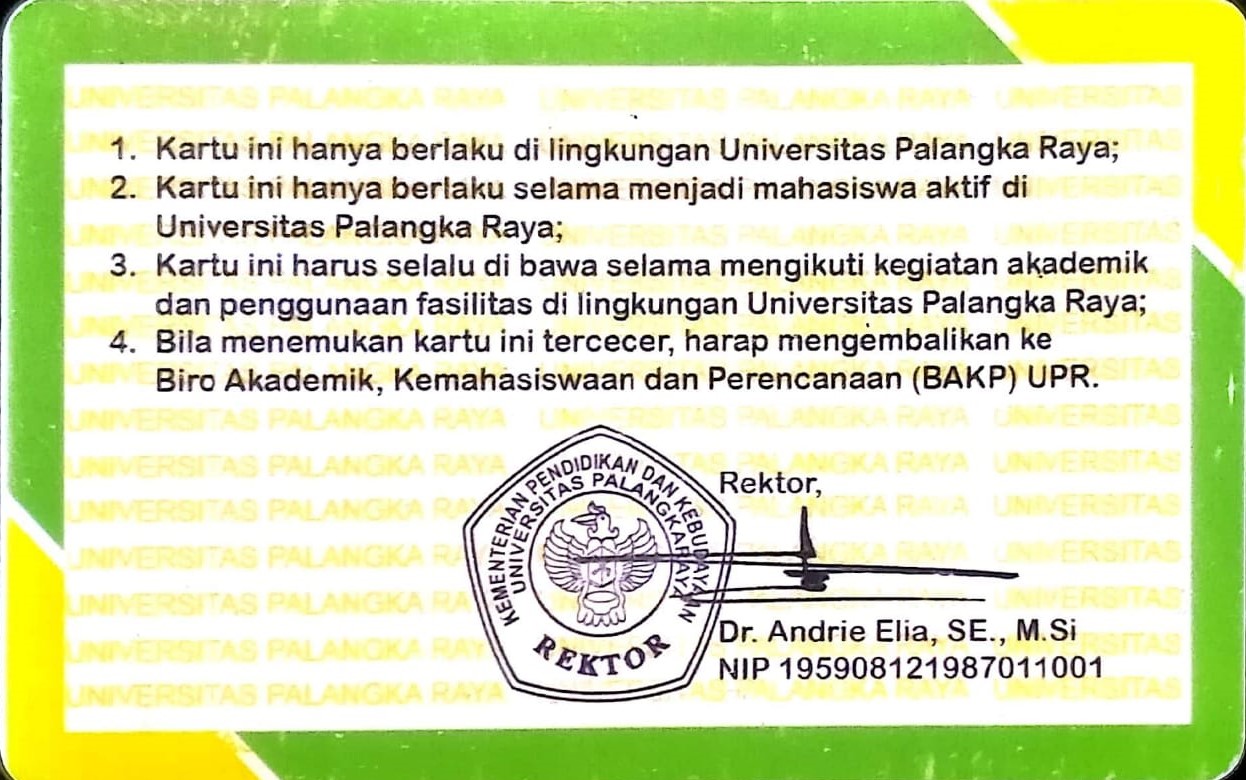 UNIVERSITAS PALANGKA RAYA UNIVERSITAS PALANGKA RAYA UNIVERSITAS
1. Kartu ini hanya berlaku di lingkungan Universitas Palangka Raya;
2. Kartu ini hanya berlaku selama menjadi mahasiswa aktif di
Universitas Palangka Raya;
3. Kartu ini harus selalu di bawa selama mengikuti kegiatan akademik
dan penggunaan fasilitas di lingkungan Universitas Palangka Raya;
4. Bila menemukan kartu ini tercecer, harap mengembalikan ke
Biro Akademik, Kemahasiswaan dan Perencanaan (BAKP) UPR.
KEMENTERIAN PENDIDIKAN DAN KEBUDAYAAN
UNIVERSITAS PALANGKARAYA
REKTOR
Rektor,
Dr. Andrie Elia, SE., M.Si
NIP 195908121987011001